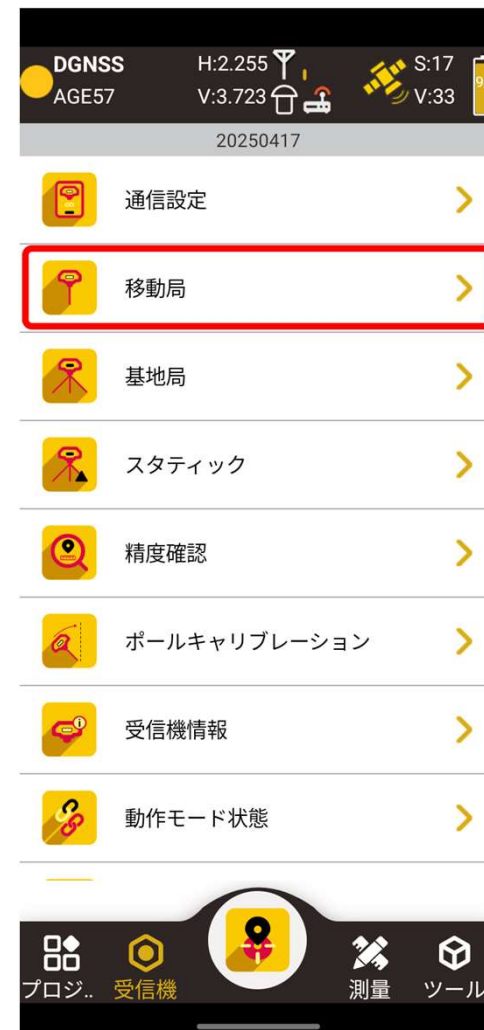 DGNSS H:2.255 S:17
AGE57 V:3.723 V:33
20250417
通信設定
移動局
基地局
スタティック
精度確認
ポールキャリブレーション
受信機情報
動作モード状態
プロジ.. 受信機 測量 ツール